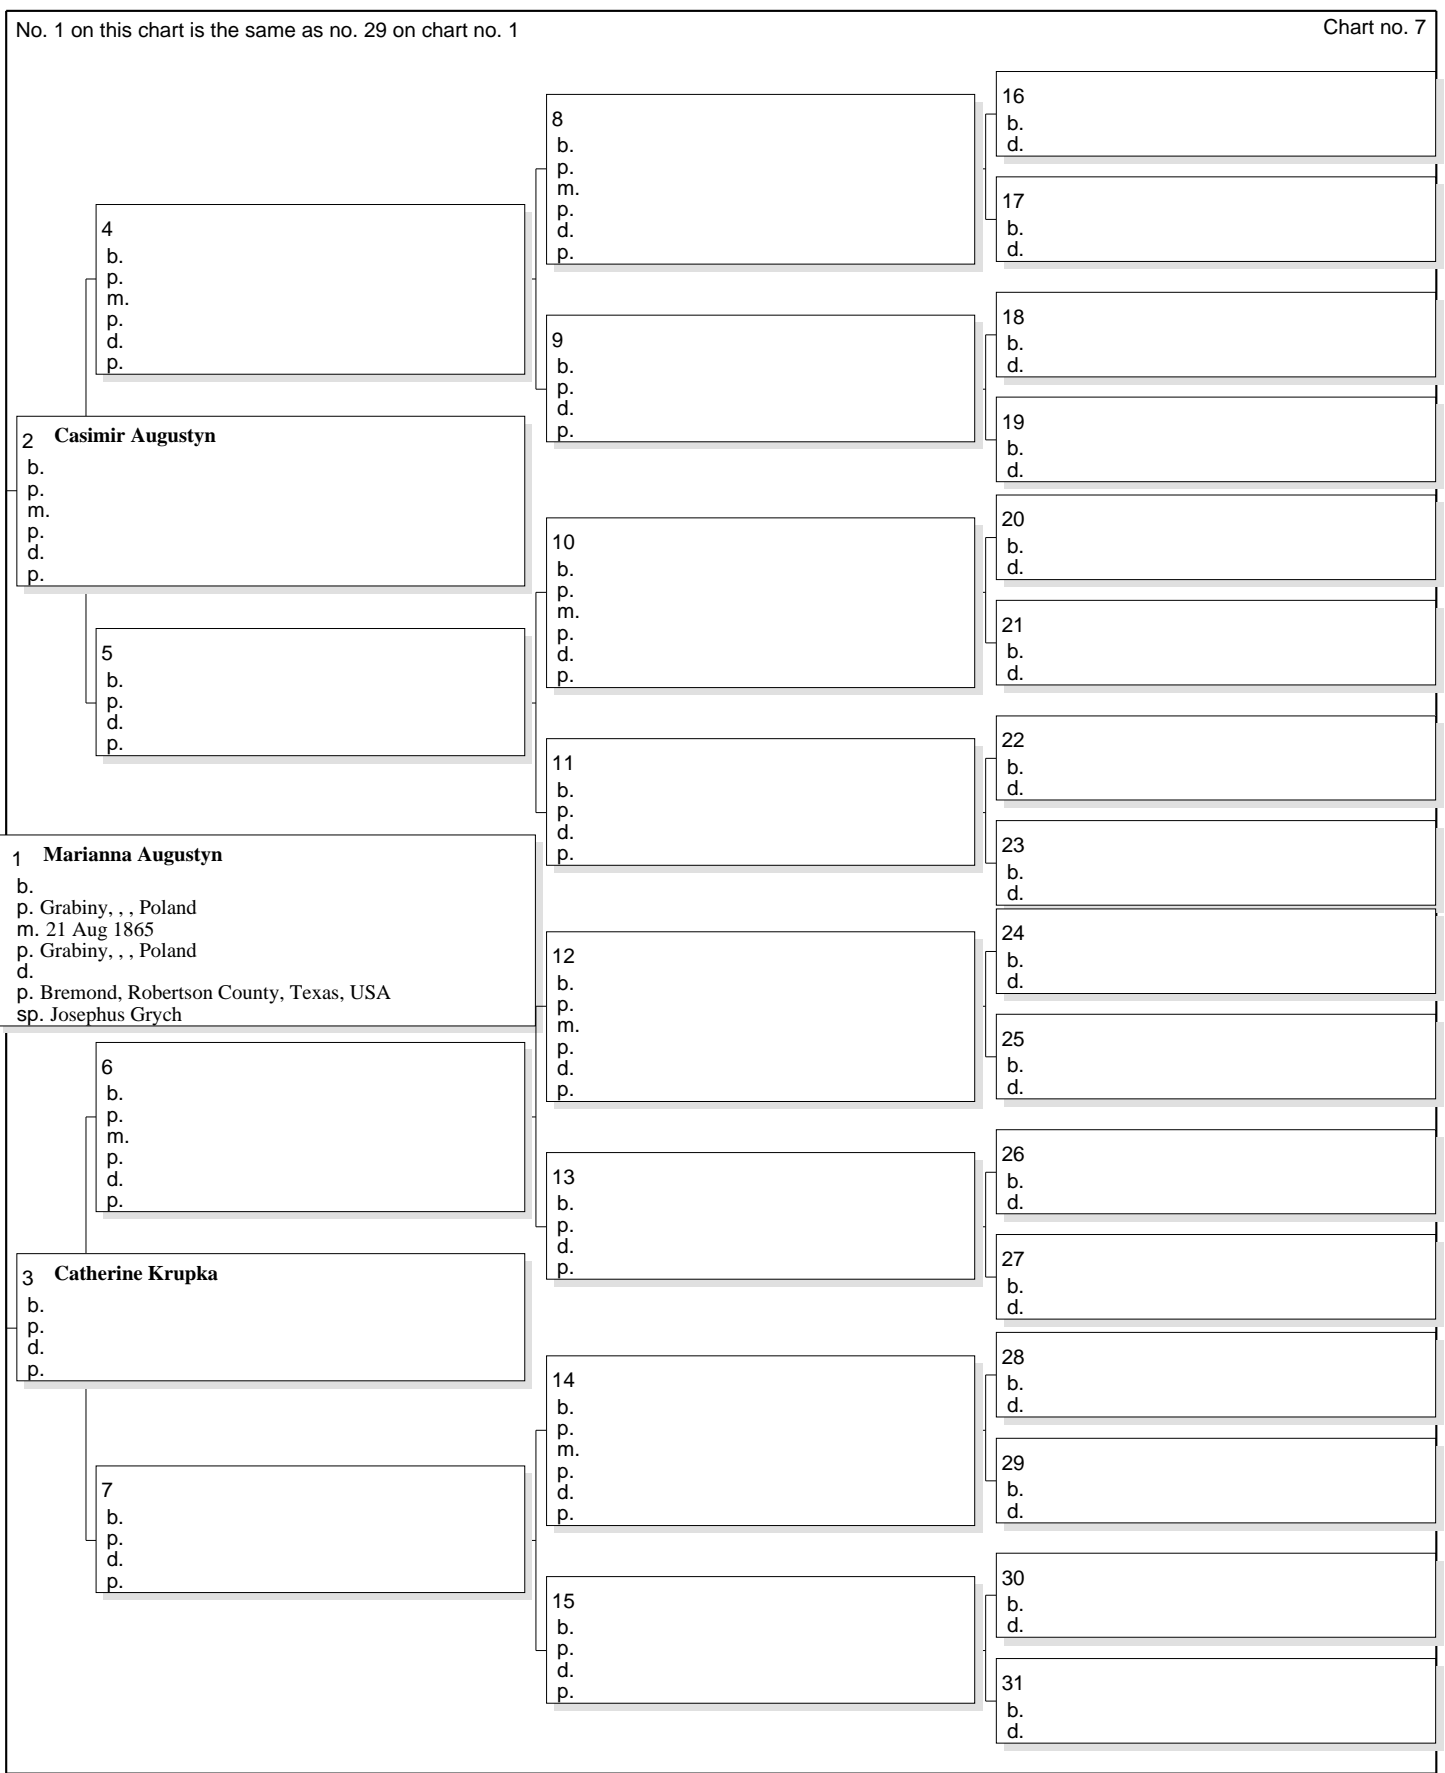 No. 1 on this chart is the same as no. 29 on chart no. 1
Chart no. 7
16
b.
d.
8
b.
p.
m.
p.
d.
p.
17
b.
d.
4
b.
p.
m.
p.
d.
p.
18
b.
d.
9
b.
p.
d.
p.
19
b.
d.
2 Casimir Augustyn
b.
p.
m.
p.
d.
p.
20
b.
d.
10
b.
p.
m.
p.
d.
p.
21
b.
d.
5
b.
p.
d.
p.
22
b.
d.
11
b.
p.
d.
p.
23
b.
d.
1 Marianna Augustyn
b.
p. Grabiny, , , Poland
m. 21 Aug 1865
p. Grabiny, , , Poland
d.
p. Bremond, Robertson County, Texas, USA
sp. Josephus Grych
24
b.
d.
12
b.
p.
m.
p.
d.
p.
25
b.
d.
6
b.
p.
m.
p.
d.
p.
26
b.
d.
13
b.
p.
d.
p.
27
b.
d.
3 Catherine Krupka
b.
p.
d.
p.
28
b.
d.
14
b.
p.
m.
p.
d.
p.
29
b.
d.
7
b.
p.
d.
p.
30
b.
d.
15
b.
p.
d.
p.
31
b.
d.